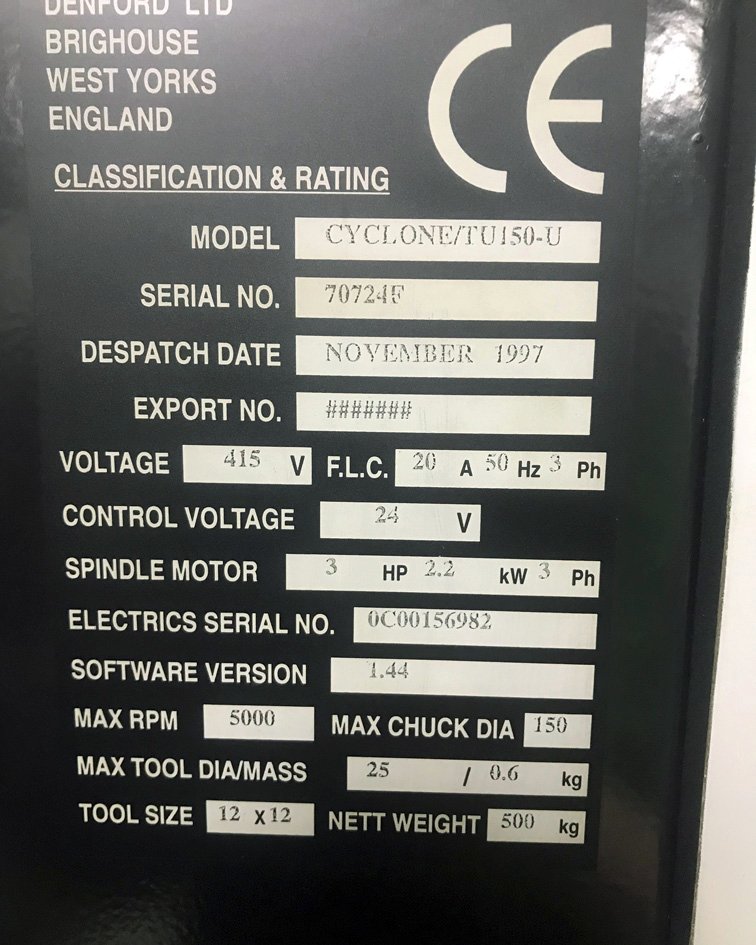 DENFORD LTD
BRIGHOUSE
WEST YORKS
ENGLAND
CE
CLASSIFICATION & RATING
MODEL CYCLONE/TU150-U
SERIAL NO. 70724F
DESPATCH DATE NOVEMBER 1997
EXPORT NO. #######
VOLTAGE 415 V F.L.C. 20 A 50 Hz 3 Ph
CONTROL VOLTAGE 24 V
SPINDLE MOTOR 3 HP 2.2 kW 3 Ph
ELECTRICS SERIAL NO. 0C00156982
SOFTWARE VERSION 1.44
MAX RPM 5000 MAX CHUCK DIA 150
MAX TOOL DIA/MASS 25 / 0.6 kg
TOOL SIZE 12 X 12 NETT WEIGHT 500 kg